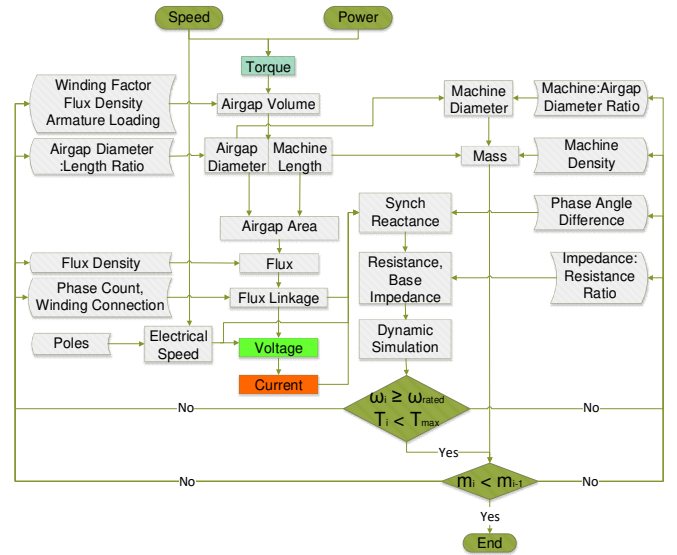 Speed
Power
Torque
Winding Factor
Flux Density
Armature Loading
Airgap Volume
Machine
Diameter
Machine:Airgap
Diameter Ratio
Airgap Diameter
:Length Ratio
Airgap
Diameter
Machine
Length
Mass
Machine
Density
Synch
Reactance
Phase Angle
Difference
Airgap Area
Flux Density
Flux
Resistance,
Base
Impedance
Impedance:
Resistance
Ratio
Phase Count,
Winding Connection
Flux Linkage
Poles
Electrical
Speed
Voltage
Dynamic
Simulation
Current
ωi ≥ ωrated
Ti < Tmax
No
No
Yes
mi < mi-1
No
No
Yes
End